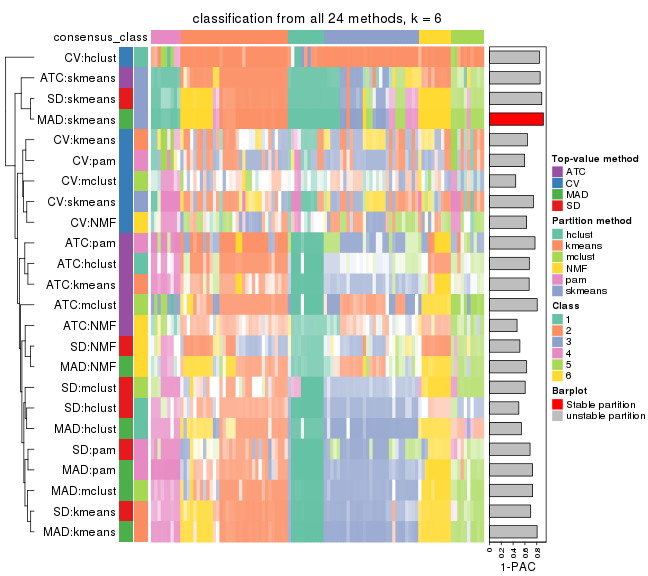 classification from all 24 methods, k = 6
consensus_class
CV:hclust
ATC:skmeans
SD:skmeans
MAD:skmeans
CV:kmeans
CV:pam
CV:mclust
CV:skmeans
CV:NMF
ATC:pam
ATC:hclust
ATC:kmeans
ATC:mclust
ATC:NMF
SD:NMF
MAD:NMF
SD:mclust
SD:hclust
MAD:hclust
SD:pam
MAD:pam
MAD:mclust
SD:kmeans
MAD:kmeans
0 0.2 0.4 0.6 0.8
1-PAC
Top-value method
ATC
CV
MAD
SD
Partition method
hclust
kmeans
mclust
NMF
pam
skmeans
Class
1
2
3
4
5
6
Barplot
Stable partition
unstable partition